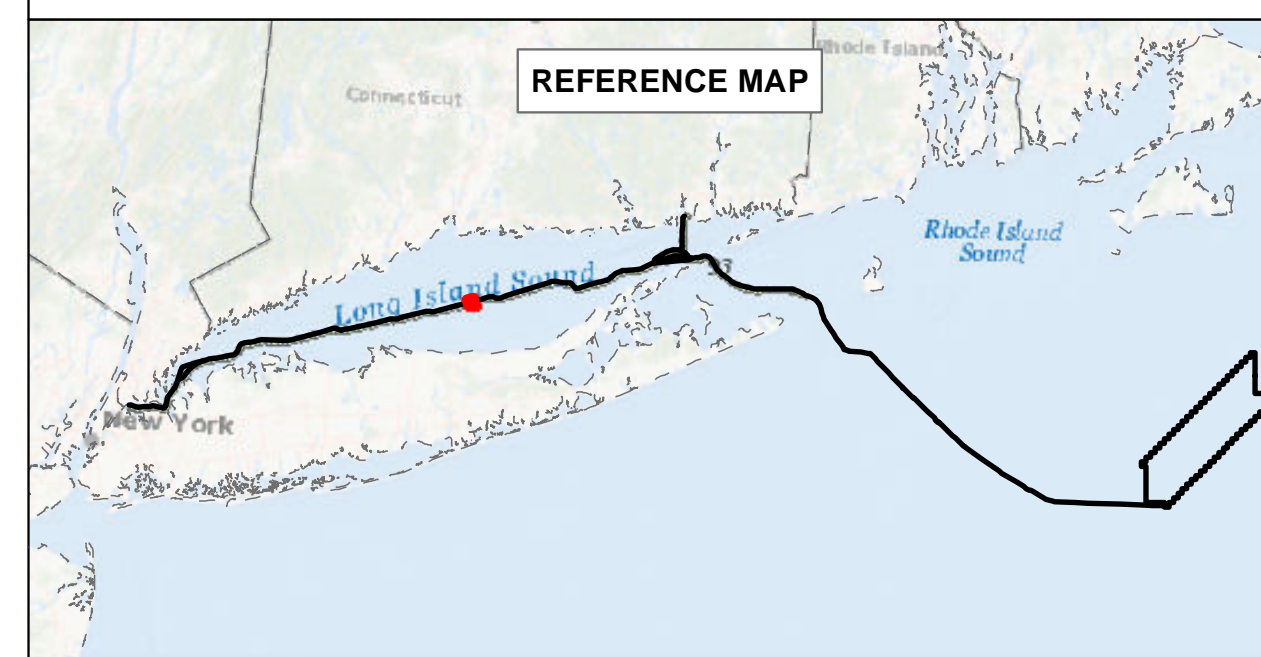 REFERENCE MAP
Connecticut
Rhode Island
Rhode Island
Sound
Long Island Sound
New York